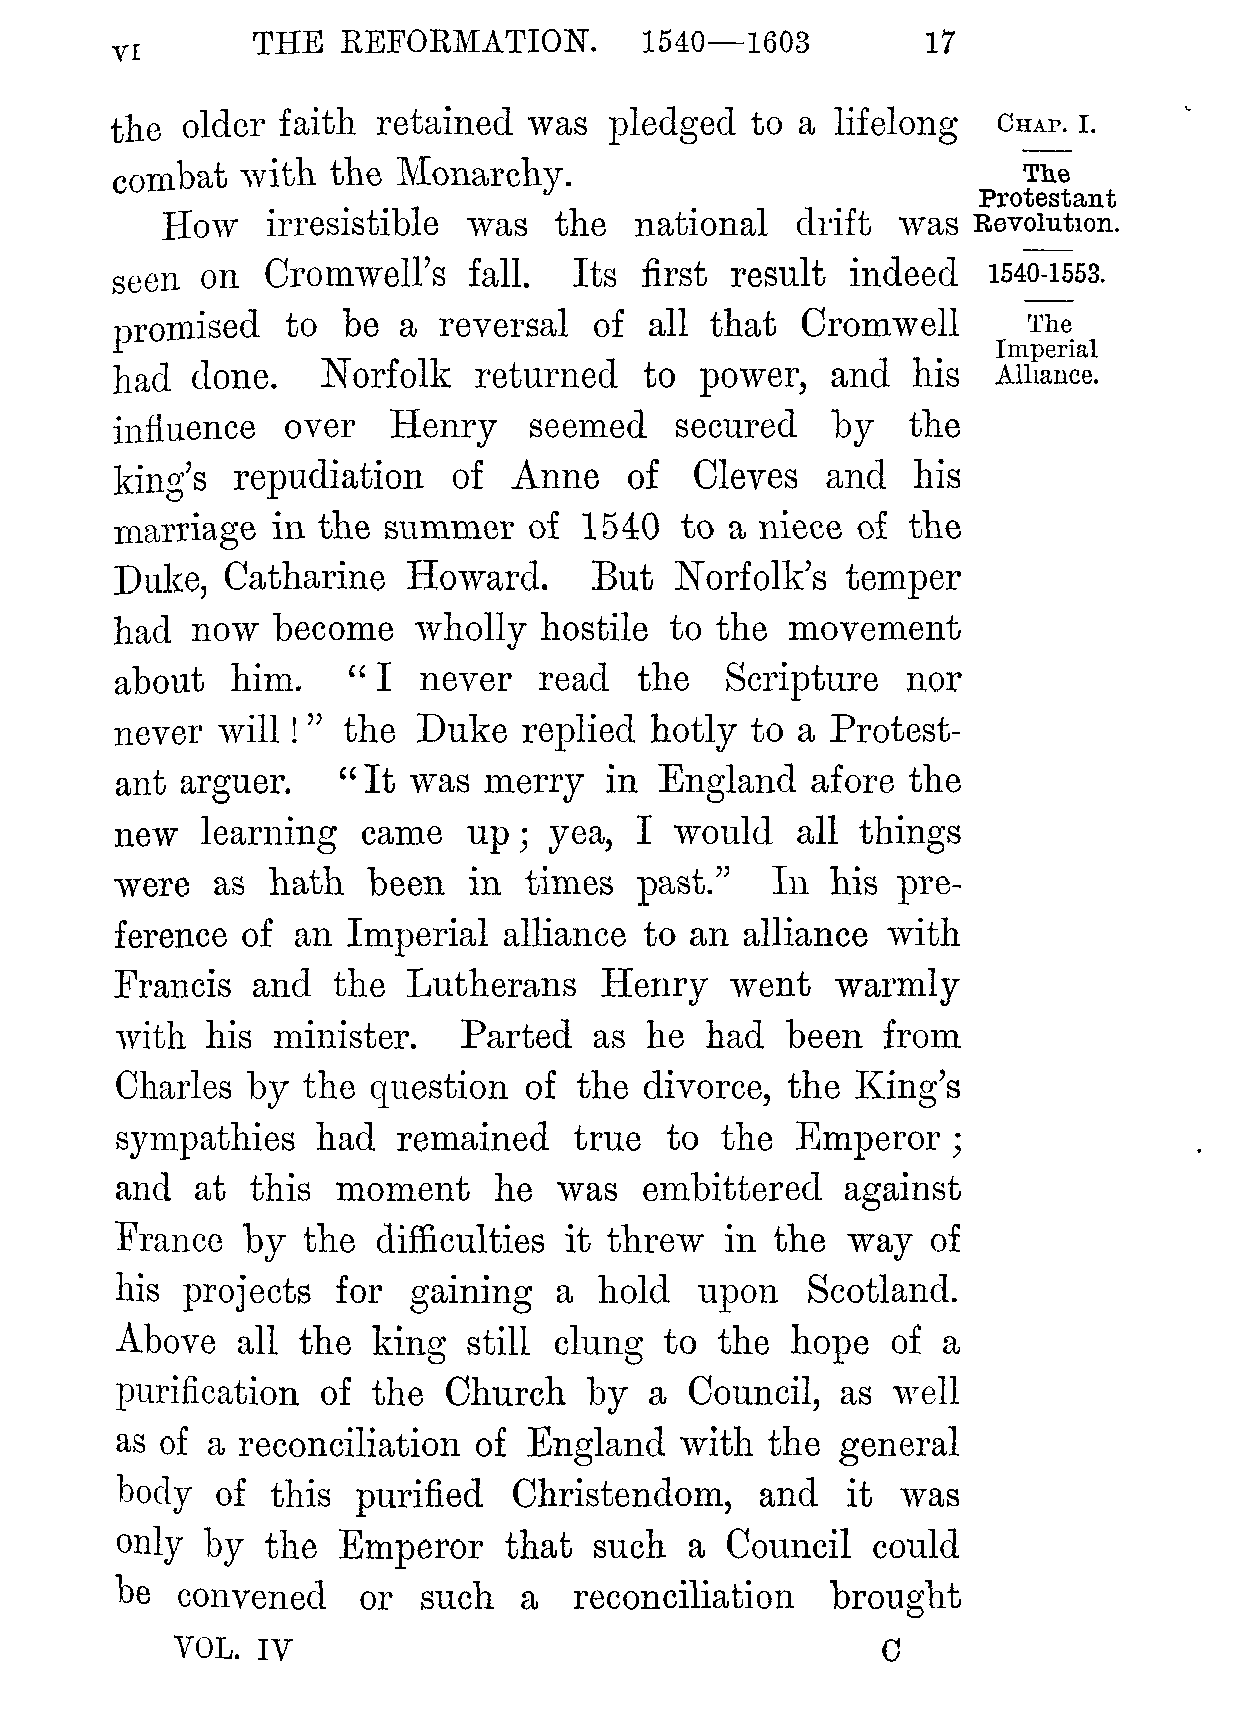 VI THE REFORMATION. 1540—1603 17
the older faith retained was pledged to a lifelong
combat with the Monarchy.
How irresistible was the national drift was
seen on Cromwell's fall. Its first result indeed
promised to be a reversal of all that Cromwell
had done. Norfolk returned to power, and his
influence over Henry seemed secured by the
king's repudiation of Anne of Cleves and his
marriage in the summer of 1540 to a niece of the
Duke, Catharine Howard. But Norfolk's temper
had now become wholly hostile to the movement
about him. “I never read the Scripture nor
never will!” the Duke replied hotly to a Protest-
ant arguer. “It was merry in England afore the
new learning came up; yea, I would all things
were as hath been in times past.” In his pre-
ference of an Imperial alliance to an alliance with
Francis and the Lutherans Henry went warmly
with his minister. Parted as he had been from
Charles by the question of the divorce, the King's
sympathies had remained true to the Emperor;
and at this moment he was embittered against
France by the difficulties it threw in the way of
his projects for gaining a hold upon Scotland.
Above all the king still clung to the hope of a
purification of the Church by a Council, as well
as of a reconciliation of England with the general
body of this purified Christendom, and it was
only by the Emperor that such a Council could
be convened or such a reconciliation brought
VOL. IV C
CHAP. I.
The
Protestant
Revolution.
1540-1553.
The
Imperial
Alliance.